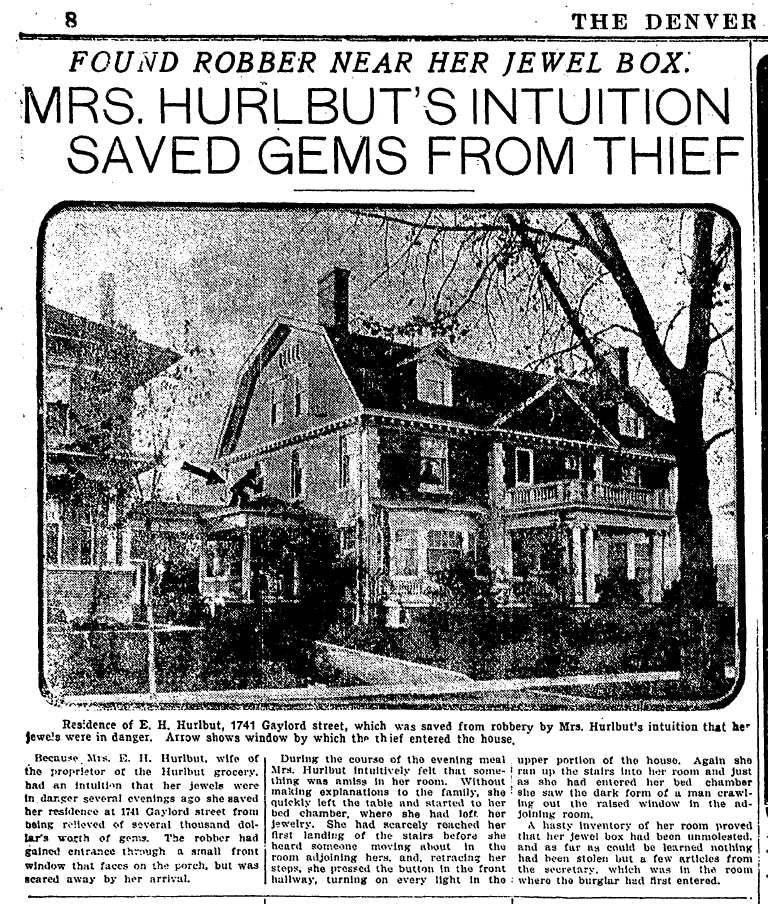 8
THE DENVER
FOUND ROBBER NEAR HER JEWEL BOX.
MRS. HURLBUT'S INTUITION
SAVED GEMS FROM THIEF
Residence of E. H. Hurlbut, 1741 Gaylord street, which was saved from robbery by Mrs. Hurlbut's intuition that her
jewels were in danger. Arrow shows window by which the thief entered the house.
Because Mrs. E. H. Hurlbut, wife of
the proprietor of the Hurlbut grocery,
had an intuition that her jewels were
in danger several evenings ago she saved
her residence at 1741 Gaylord street from
being relieved of several thousand dol-
lar's worth of gems. The robber had
gained entrance through a small front
window that faces on the porch, but was
scared away by her arrival.
During the course of the evening meal
Mrs. Hurlbut intuitively felt that some-
thing was amiss in her room. Without
making explanations to the family, she
quickly left the table and started to her
bed chamber, where she had left her
jewelry. She had scarcely reached her
first landing of the stairs before she
heard someone moving about in the
room adjoining hers, and, retracing her
steps, she pressed the button in the front
hallway, turning on every light in the
upper portion of the house. Again she
ran up the stairs into her room and just
as she had entered her bed chamber
she saw the dark form of a man crawl-
ing out the raised window in the ad-
joining room.
A hasty inventory of her room proved
that her jewel box had been unmolested,
and as far as could be learned nothing
had been stolen but a few articles from
the secretary, which was in the room
where the burglar had first entered.